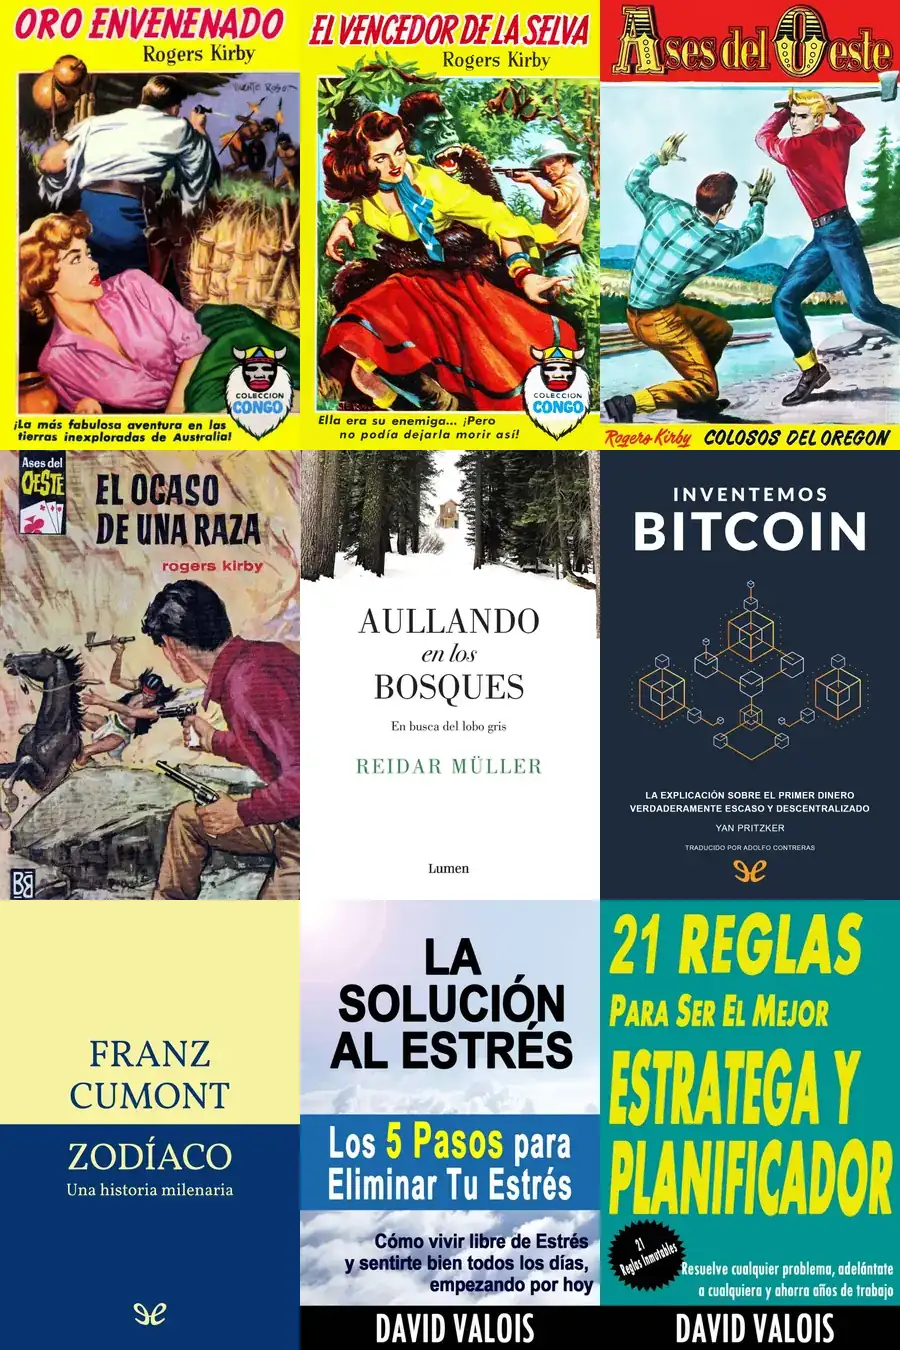 ORO ENVENENADO
Rogers Kirby
VICENTE ROSO
COLECCION
CONGO
¡La más fabulosa aventura en las
tierras inexploradas de Australia!
EL VENCEDOR DE LA SELVA
Rogers Kirby
COLECCION
CONGO
Ella era su enemiga... ¡Pero
no podía dejarla morir así!
Ases del Oeste
Rogers Kirby COLOSOS DEL OREGON
Ases del
OESTE
EL OCASO
DE UNA RAZA
rogers kirby
BB
AULLANDO
en los
BOSQUES
En busca del lobo gris
REIDAR MÜLLER
Lumen
INVENTEMOS
BITCOIN
LA EXPLICACIÓN SOBRE EL PRIMER DINERO
VERDADERAMENTE ESCASO Y DESCENTRALIZADO
YAN PRITZKER
TRADUCIDO POR ADOLFO CONTRERAS
FRANZ
CUMONT
ZODÍACO
Una historia milenaria
LA
SOLUCIÓN
AL ESTRÉS
Los 5 Pasos para
Eliminar Tu Estrés
Cómo vivir libre de Estrés
y sentirte bien todos los días,
empezando por hoy
DAVID VALOIS
21 REGLAS
PARA SER EL MEJOR
ESTRATEGA Y
PLANIFICADOR
21
Reglas Inmutables
Resuelve cualquier problema, adelántate
a cualquiera y ahorra años de trabajo
DAVID VALOIS